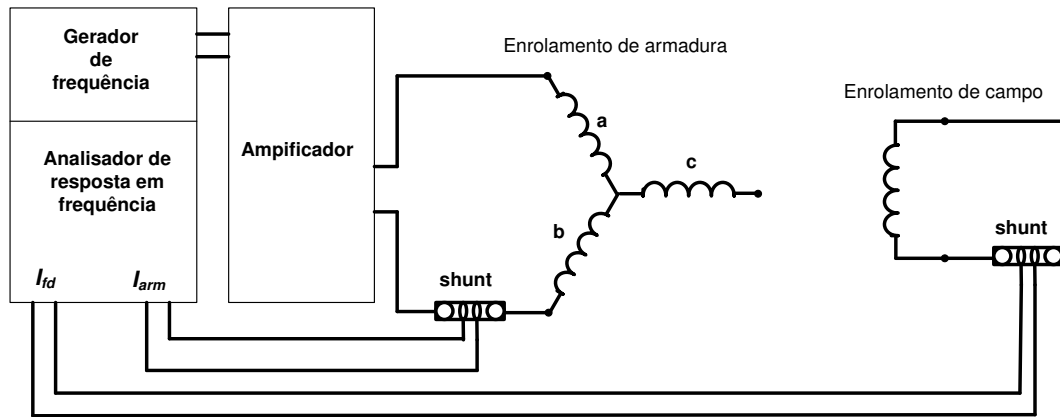 Gerador
de
frequência
Analisador de
resposta em
frequência
I_fd
I_arm
Ampificador
Enrolamento de armadura
a
b
c
shunt
Enrolamento de campo
shunt